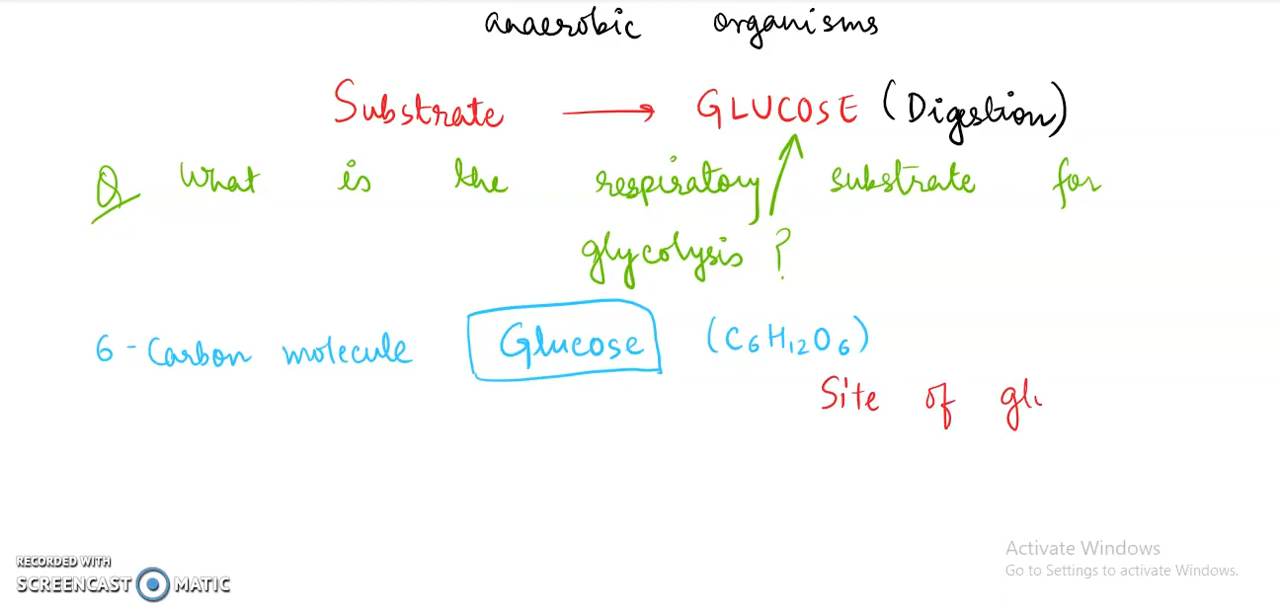 anaerobic organisms
Substrate → GLUCOSE (Digestion)
Q What is the respiratory substrate for
glycolysis ?
6 - Carbon molecule Glucose (C6H12O6)
Site of gl
Activate Windows
Go to Settings to activate Windows.
RECORDED WITH
SCREENCAST MATIC